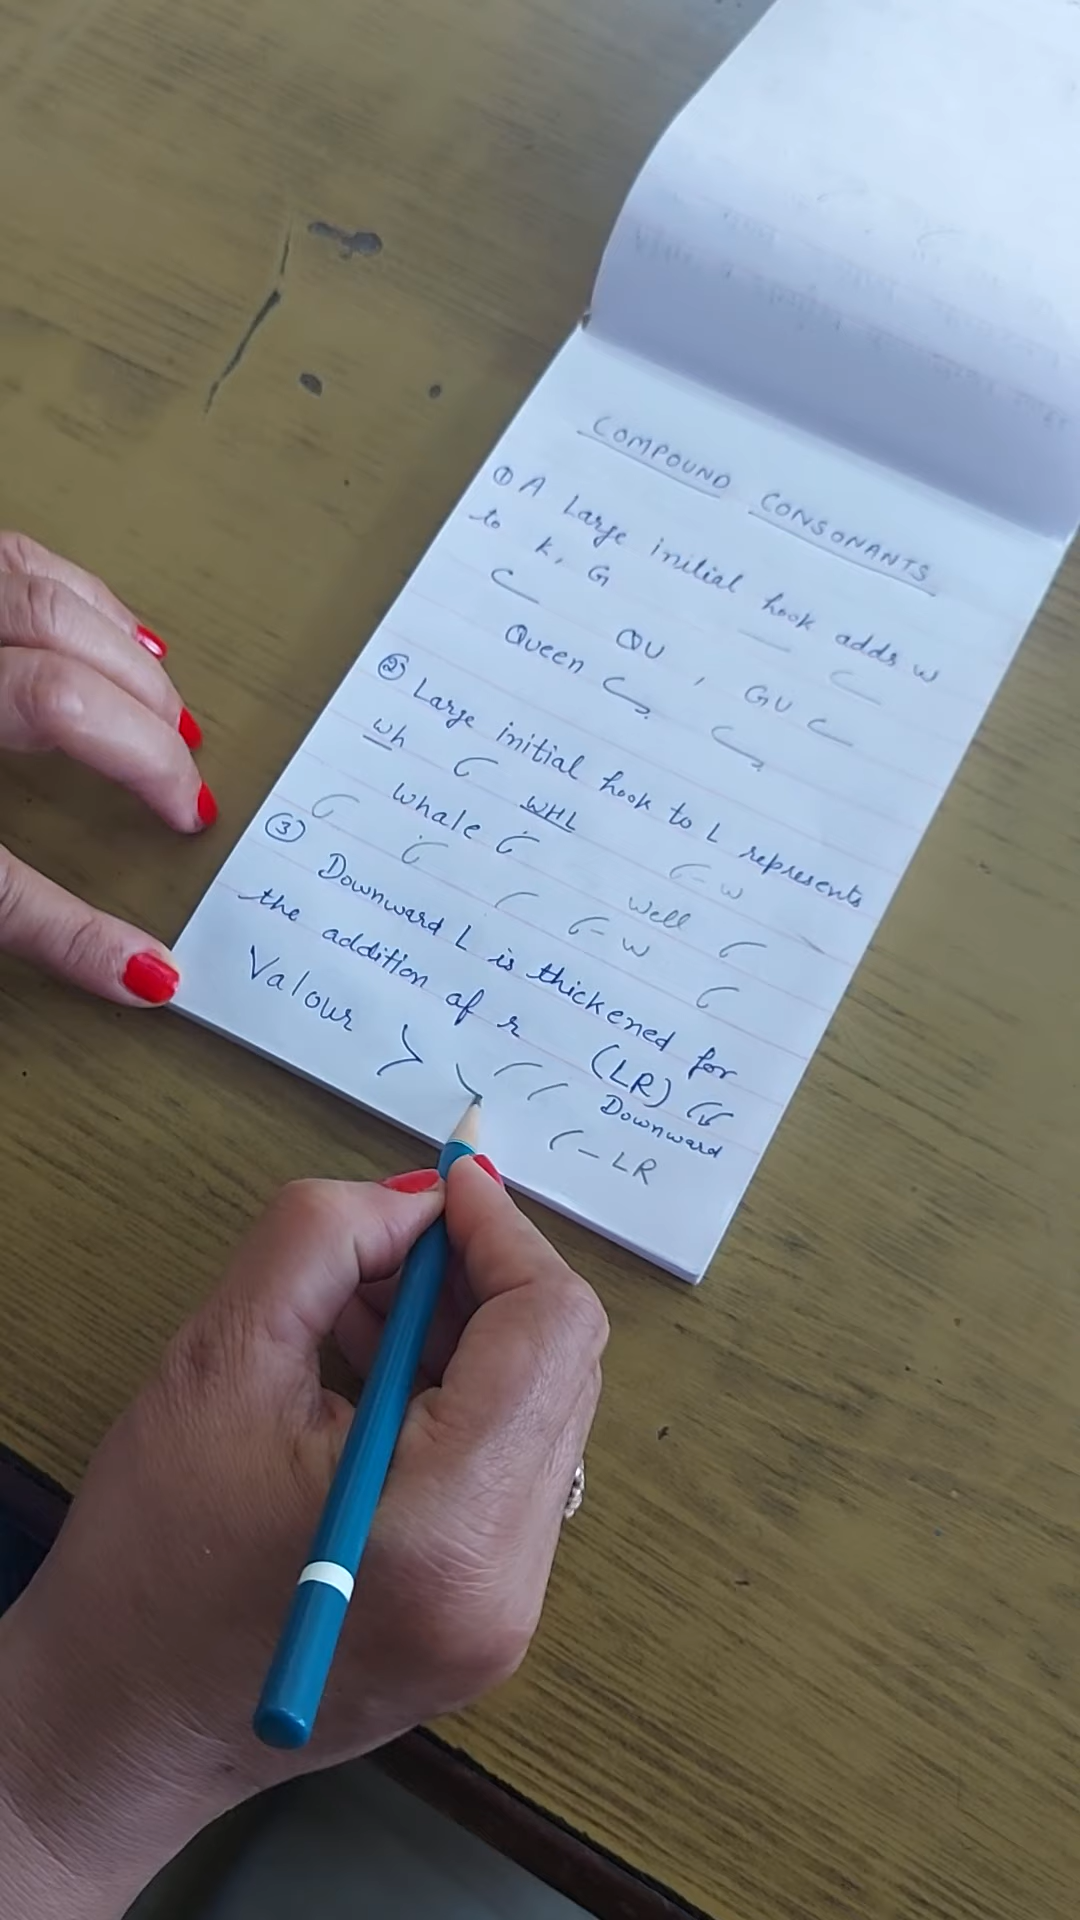 COMPOUND CONSONANTS
① A Large initial hook adds w
to K, G
QU , GU
Queen
② Large initial hook to L represents
wh WHL
- w
whale Well
- w
③ Downward L is thickened for
the addition of r (LR)
Valour Downward
- LR